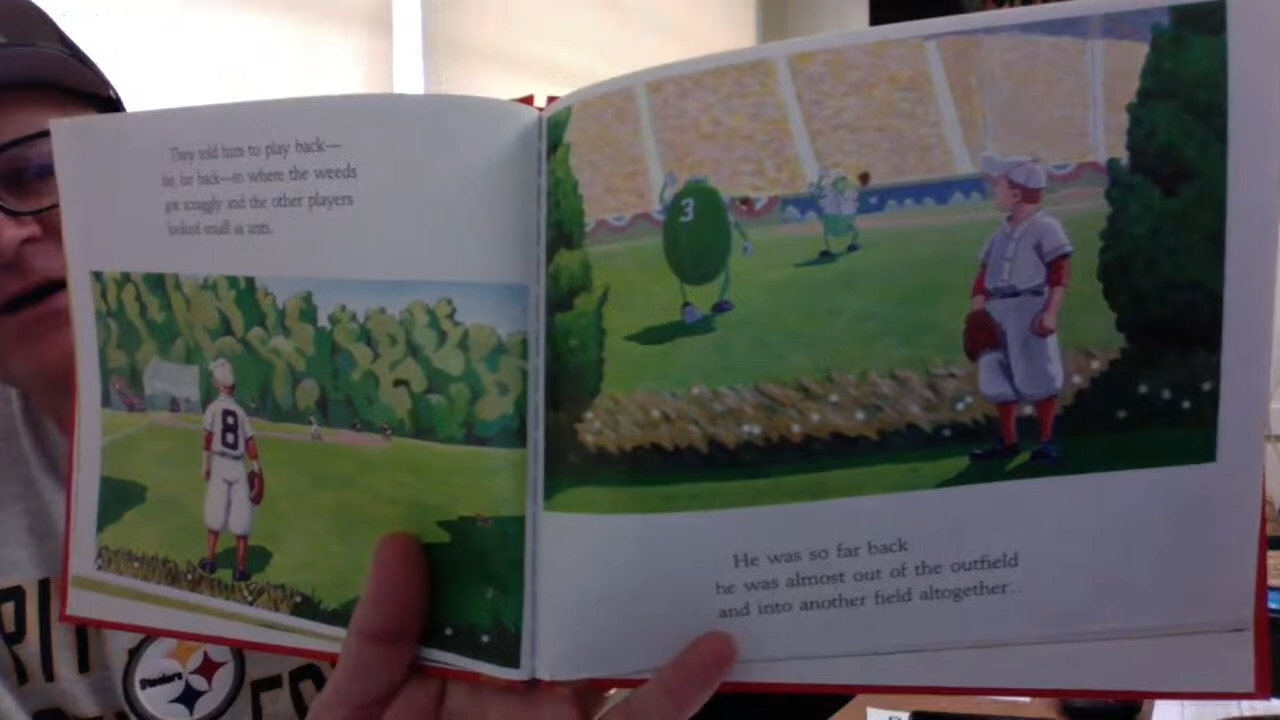 They told him to play back—
far, far back—to where the weeds
got scraggly and the other players
looked small as ants.
8
3
He was so far back
he was almost out of the outfield
and into another field altogether..
Steelers